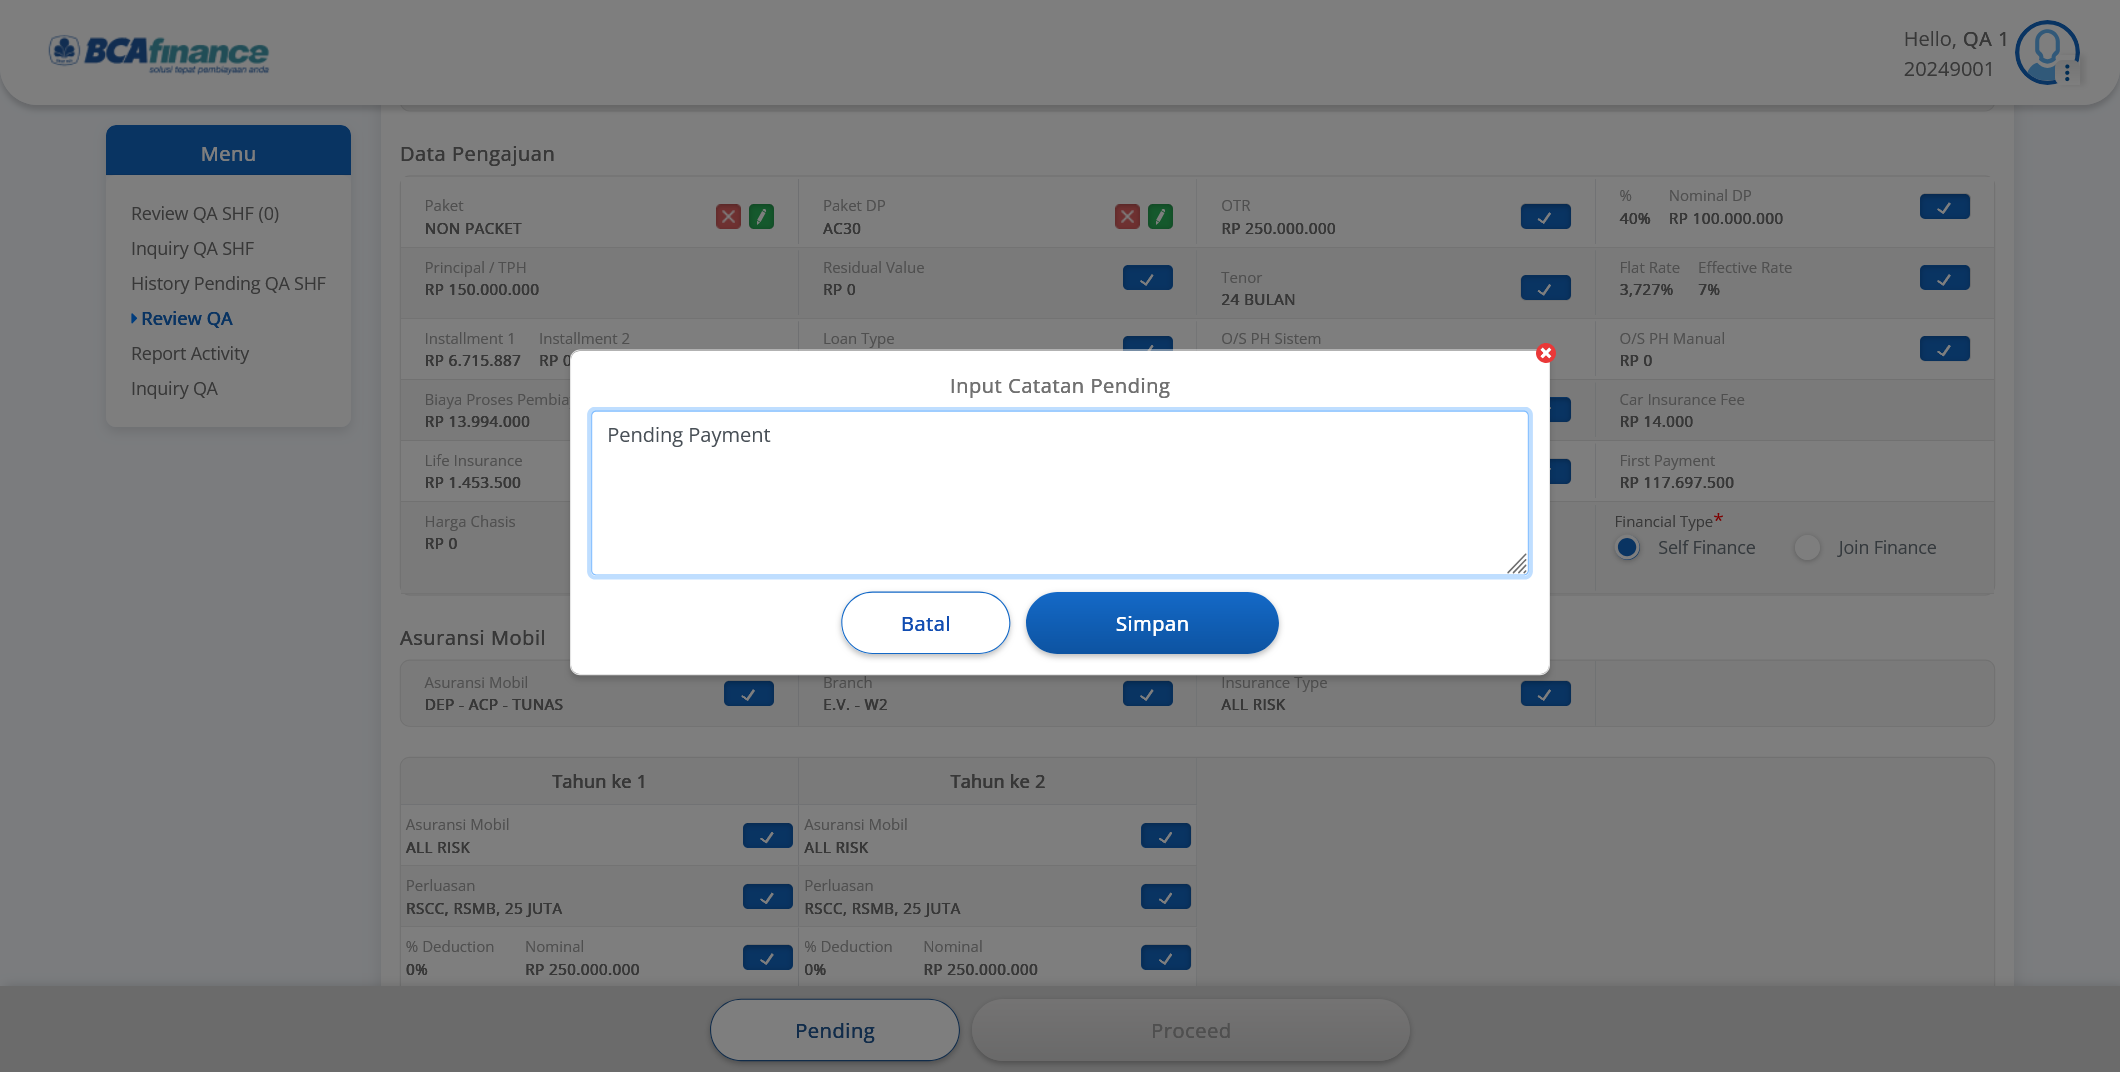 BCAfinance
solusi tepat pembiayaan anda
Hello, QA 1
20249001
Menu
Review QA SHF (0)
Inquiry QA SHF
History Pending QA SHF
Review QA
Report Activity
Inquiry QA
Data Pengajuan
Paket
NON PACKET
Paket DP
AC30
OTR
RP 250.000.000
% Nominal DP
40% RP 100.000.000
Principal / TPH
RP 150.000.000
Residual Value
RP 0
Tenor
24 BULAN
Flat Rate Effective Rate
3,727% 7%
Installment 1 Installment 2
RP 6.715.887 RP 0
Loan Type
O/S PH Sistem
O/S PH Manual
RP 0
Biaya Proses Pembia
RP 13.994.000
Car Insurance Fee
RP 14.000
Life Insurance
RP 1.453.500
First Payment
RP 117.697.500
Harga Chasis
RP 0
Financial Type*
Self Finance Join Finance
Input Catatan Pending
Pending Payment
Batal Simpan
Asuransi Mobil
Asuransi Mobil
DEP - ACP - TUNAS
Branch
E.V. - W2
Insurance Type
ALL RISK
Tahun ke 1 Tahun ke 2
Asuransi Mobil
ALL RISK
Asuransi Mobil
ALL RISK
Perluasan
RSCC, RSMB, 25 JUTA
Perluasan
RSCC, RSMB, 25 JUTA
% Deduction Nominal
0% RP 250.000.000
% Deduction Nominal
0% RP 250.000.000
Pending Proceed